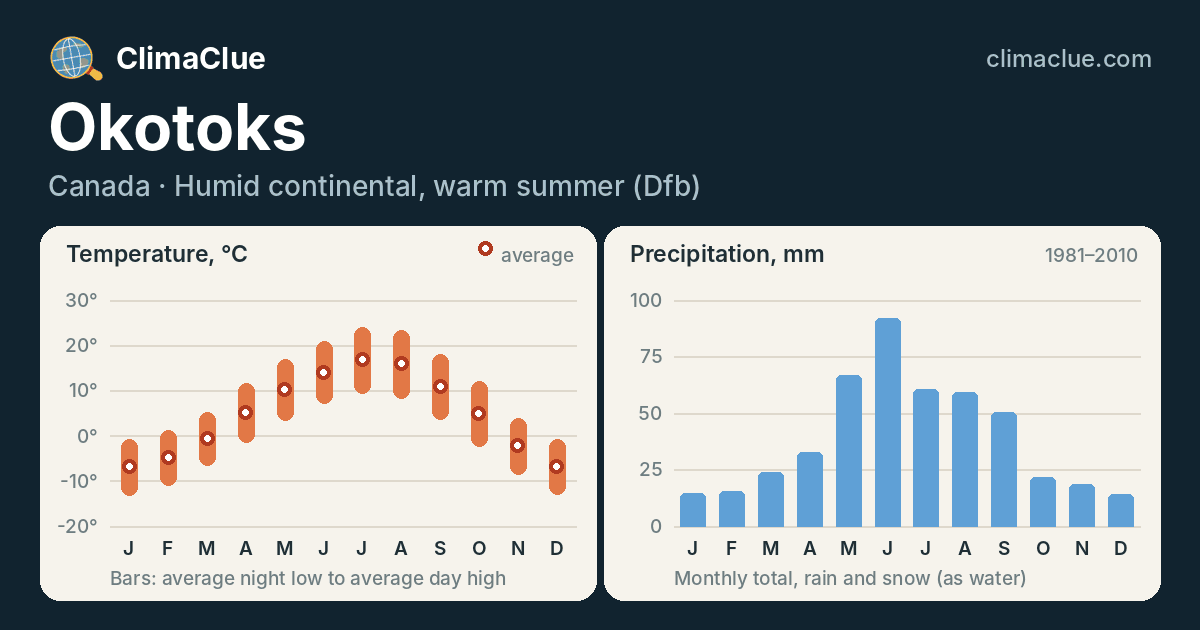 ClimaClue
climaclue.com
Okotoks
Canada · Humid continental, warm summer (Dfb)
Temperature, °C
average
30°
20°
10°
0°
-10°
-20°
J F M A M J J A S O N D
Bars: average night low to average day high
Precipitation, mm
1981–2010
100
75
50
25
0
J F M A M J J A S O N D
Monthly total, rain and snow (as water)